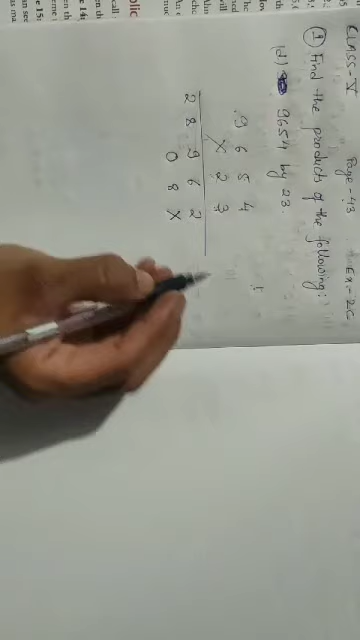 CLASS-V Page-43 Ex-2C
① Find the products of the following:
(d) 9654 by 23.
9 6 5 4
X 2 3
2 8 9 6 2
0 8 X